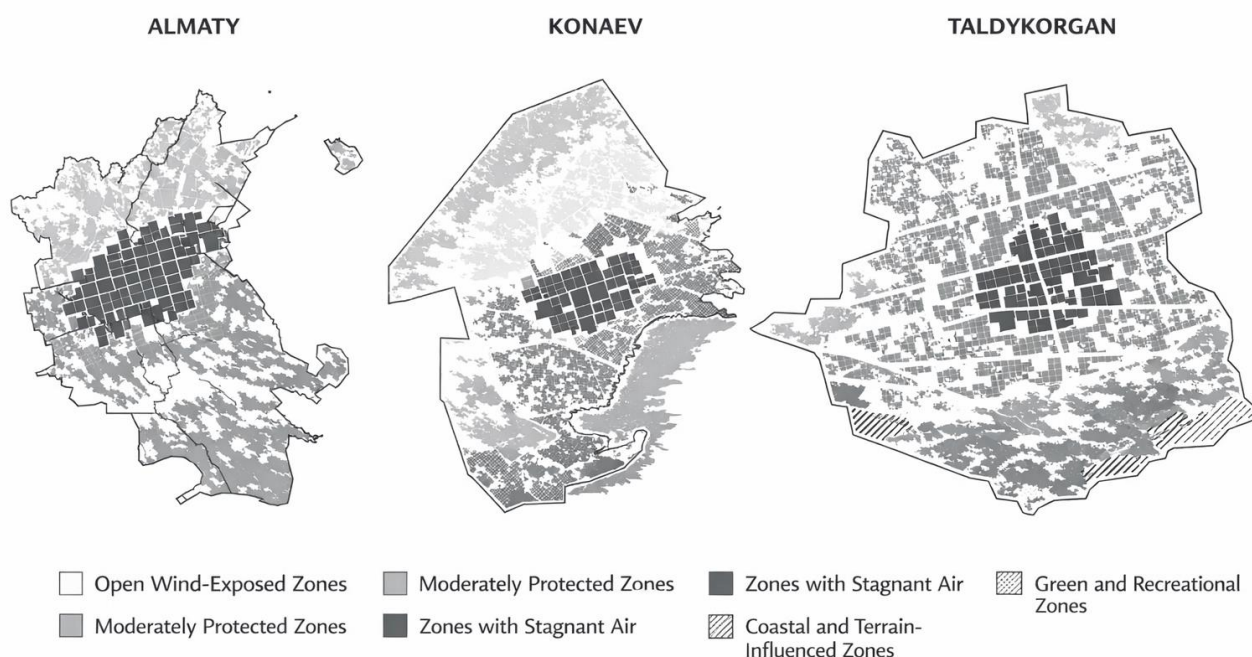 ALMATY
KONAEV
TALDYKORGAN
Open Wind-Exposed Zones
Moderately Protected Zones
Zones with Stagnant Air
Green and Recreational
Zones
Moderately Protected Zones
Zones with Stagnant Air
Coastal and Terrain-
Influenced Zones